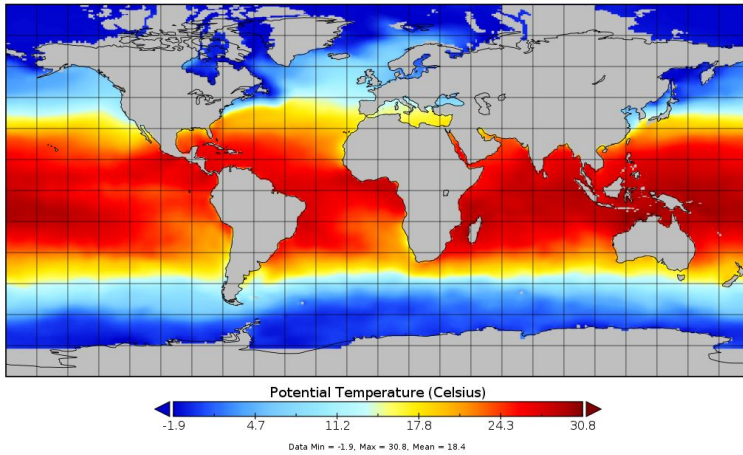 Potential Temperature (Celsius)
-1.9 4.7 11.2 17.8 24.3 30.8
Data Min = -1.9, Max = 30.8, Mean = 18.4